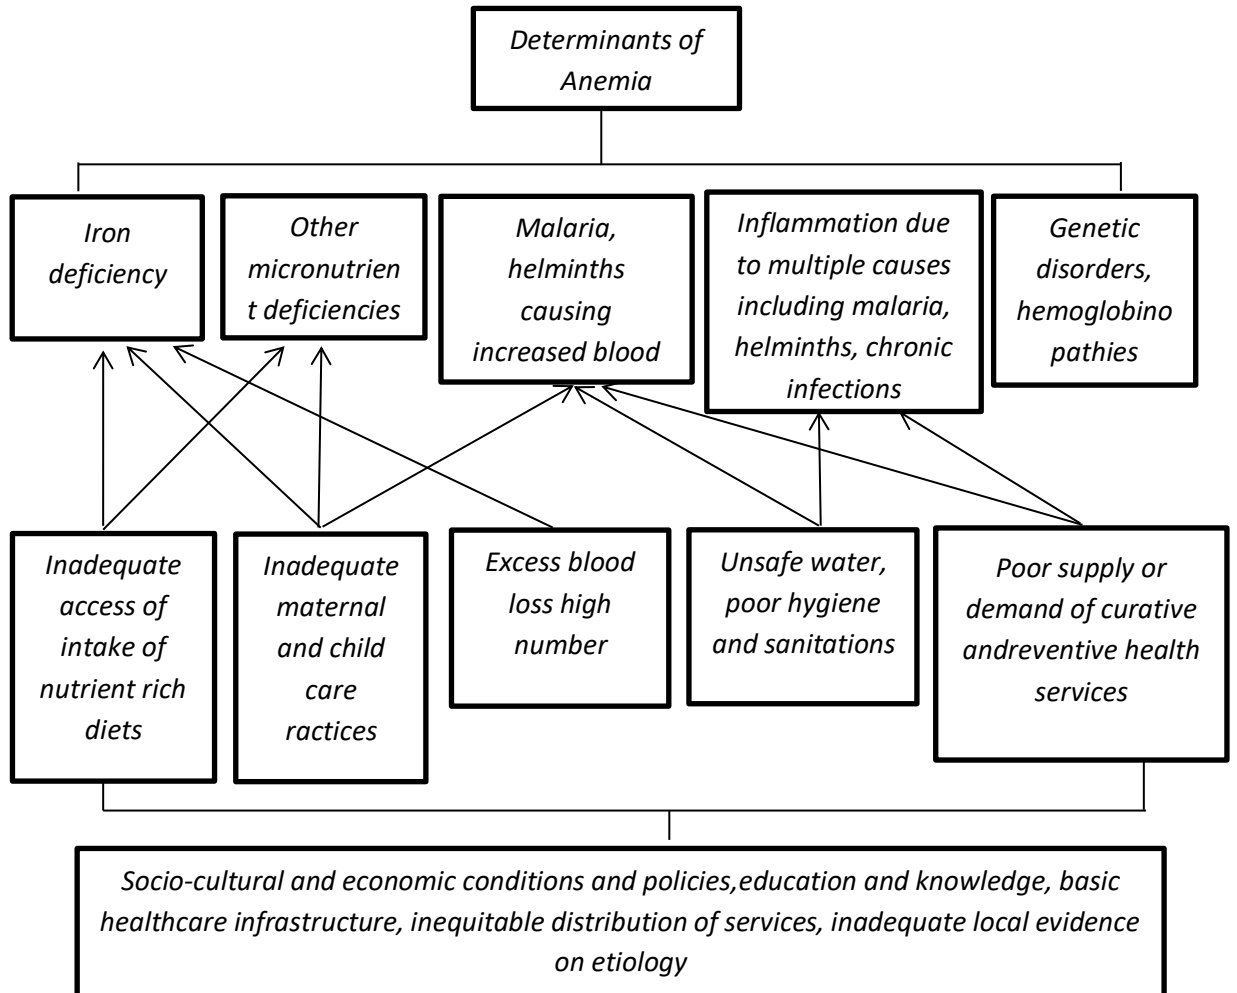 Determinants of
Anemia
Iron
deficiency
Other
micronutrien
t deficiencies
Malaria,
helminths
causing
increased blood
Inflammation due
to multiple causes
including malaria,
helminths, chronic
infections
Genetic
disorders,
hemoglobino
pathies
Inadequate
access of
intake of
nutrient rich
diets
Inadequate
maternal
and child
care
ractices
Excess blood
loss high
number
Unsafe water,
poor hygiene
and sanitations
Poor supply or
demand of curative
andreventive health
services
Socio-cultural and economic conditions and policies,education and knowledge, basic
healthcare infrastructure, inequitable distribution of services, inadequate local evidence
on etiology